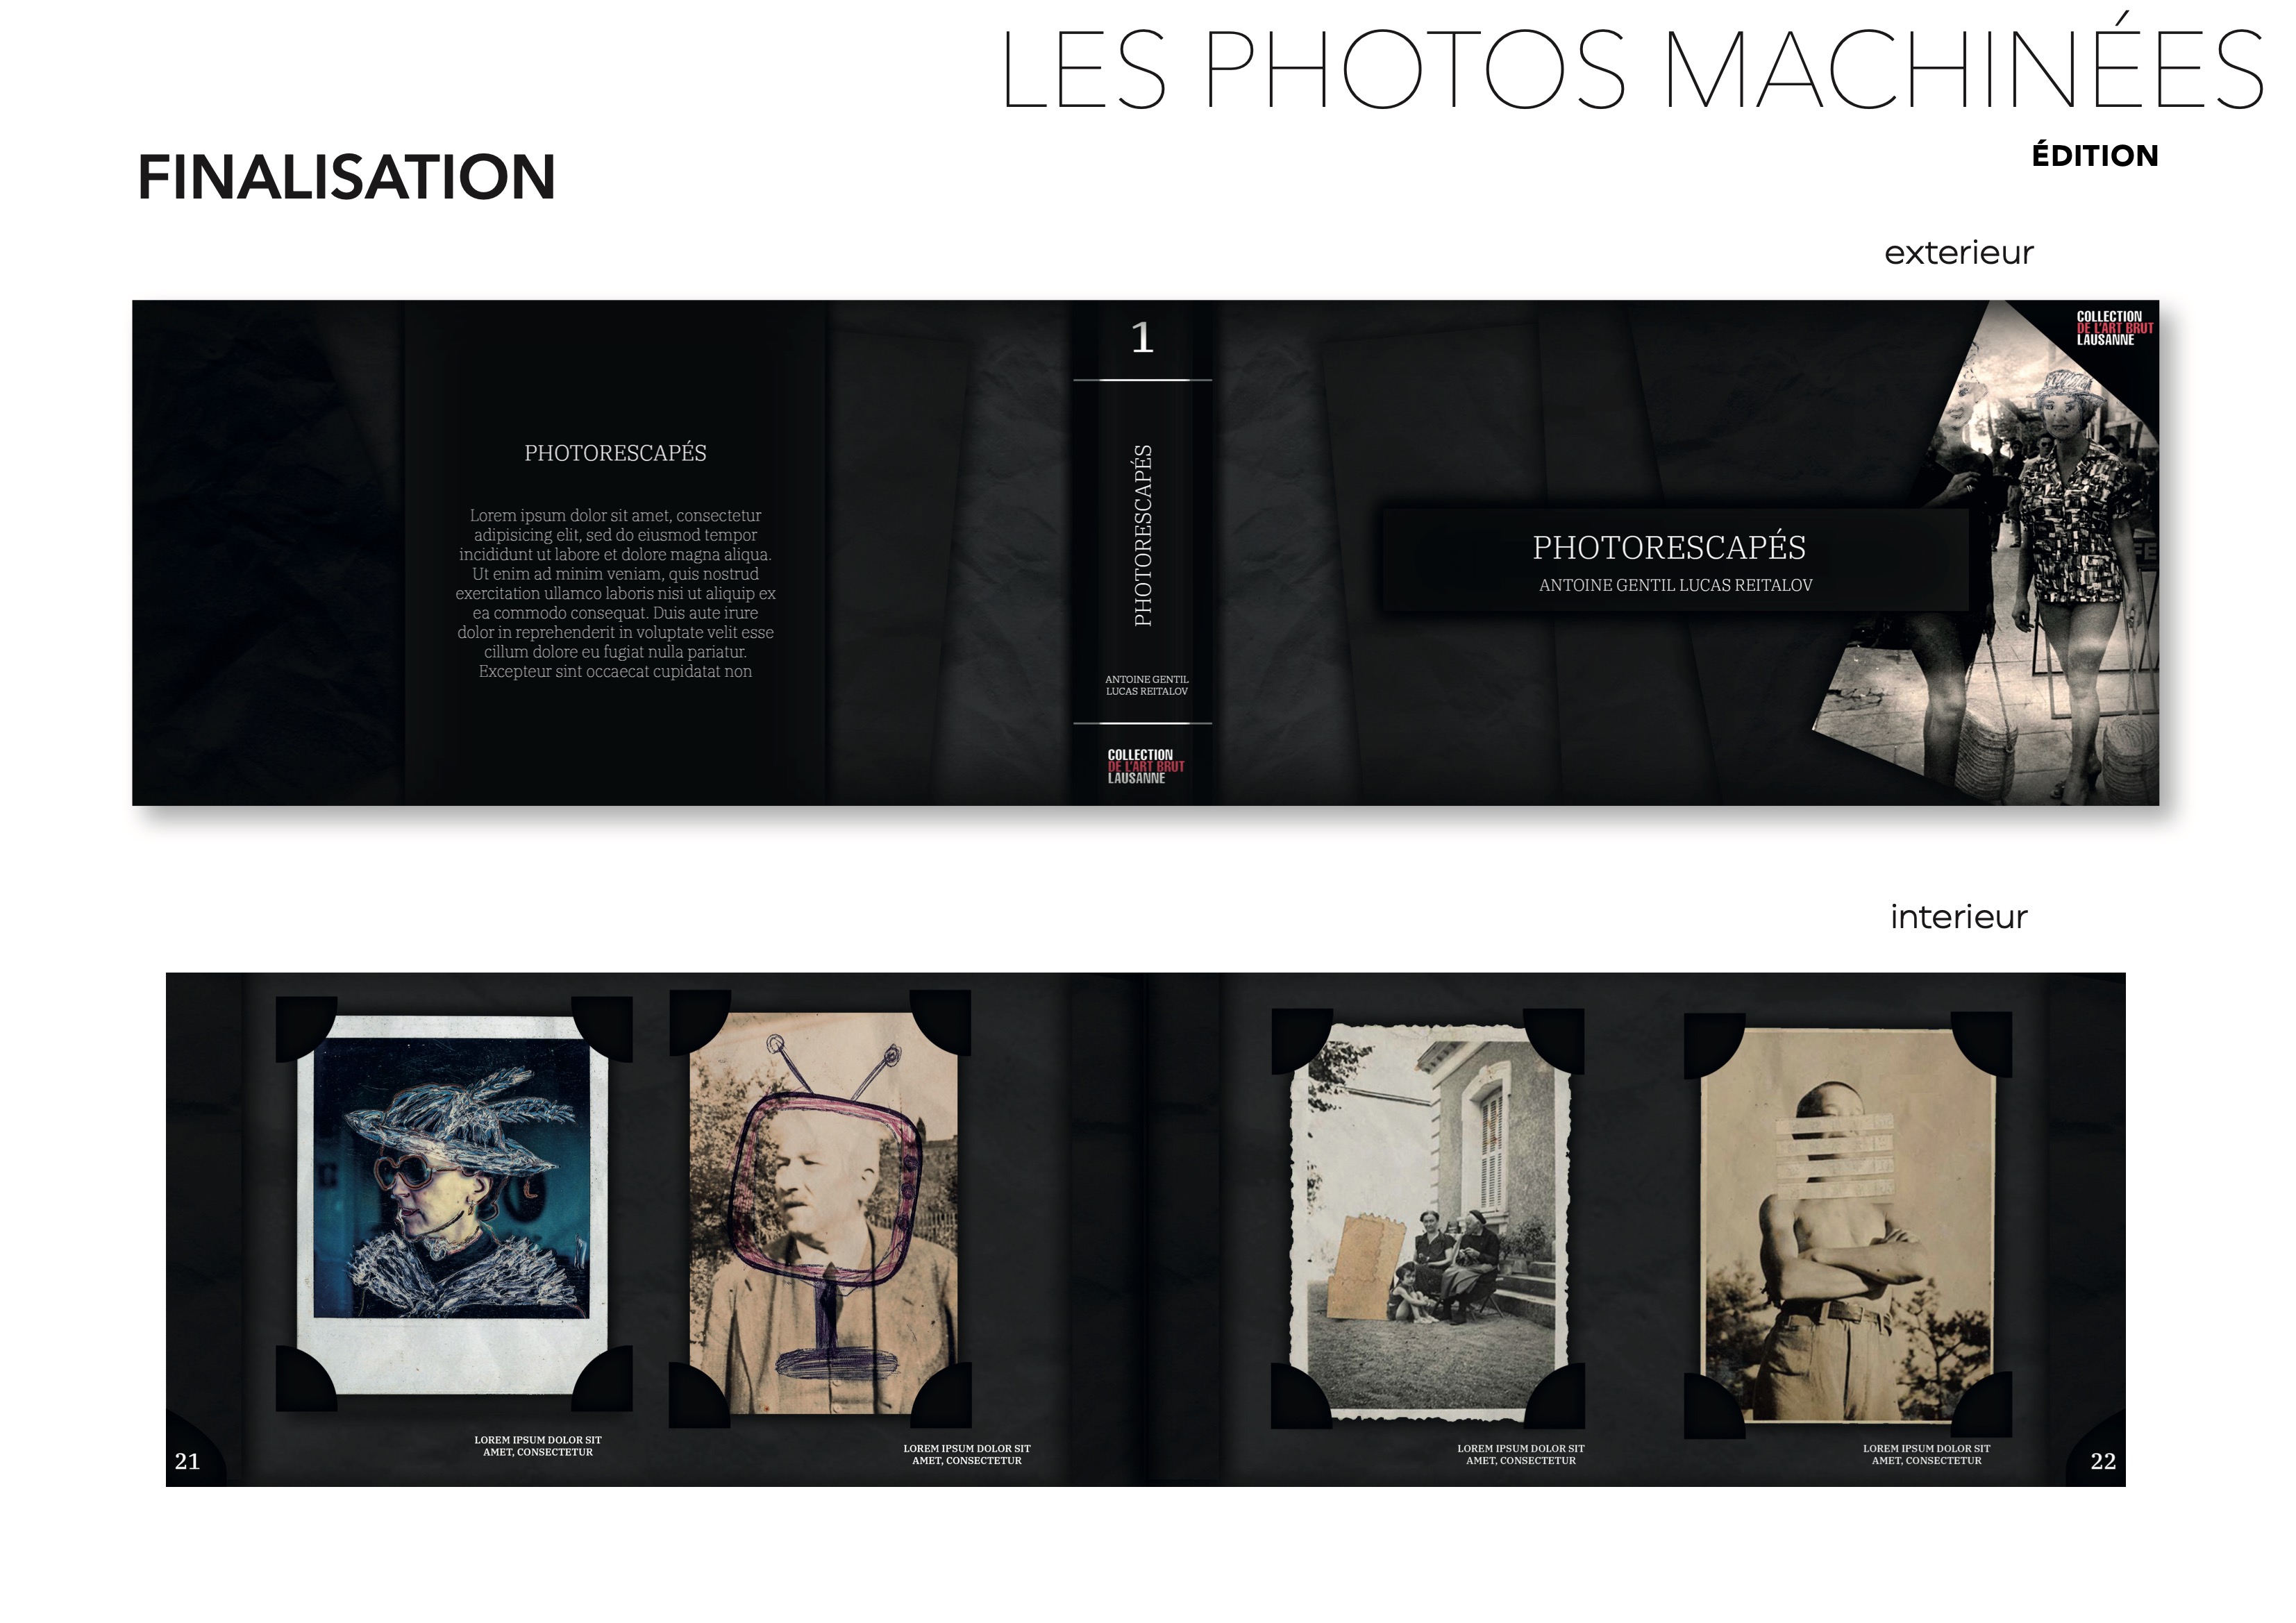 LES PHOTOS MACHINÉES
ÉDITION
FINALISATION
exterieur
PHOTORESCAPÉS
Lorem ipsum dolor sit amet, consectetur
adipisicing elit, sed do eiusmod tempor
incididunt ut labore et dolore magna aliqua.
Ut enim ad minim veniam, quis nostrud
exercitation ullamco laboris nisi ut aliquip ex
ea commodo consequat. Duis aute irure
dolor in reprehenderit in voluptate velit esse
cillum dolore eu fugiat nulla pariatur.
Excepteur sint occaecat cupidatat non
1
PHOTORESCAPÉS
ANTOINE GENTIL
LUCAS REITALOV
COLLECTION
DE L'ART BRUT
LAUSANNE
PHOTORESCAPÉS
ANTOINE GENTIL LUCAS REITALOV
COLLECTION
DE L'ART BRUT
LAUSANNE
interieur
LOREM IPSUM DOLOR SIT
AMET, CONSECTETUR
LOREM IPSUM DOLOR SIT
AMET, CONSECTETUR
21
LOREM IPSUM DOLOR SIT
AMET, CONSECTETUR
LOREM IPSUM DOLOR SIT
AMET, CONSECTETUR
22